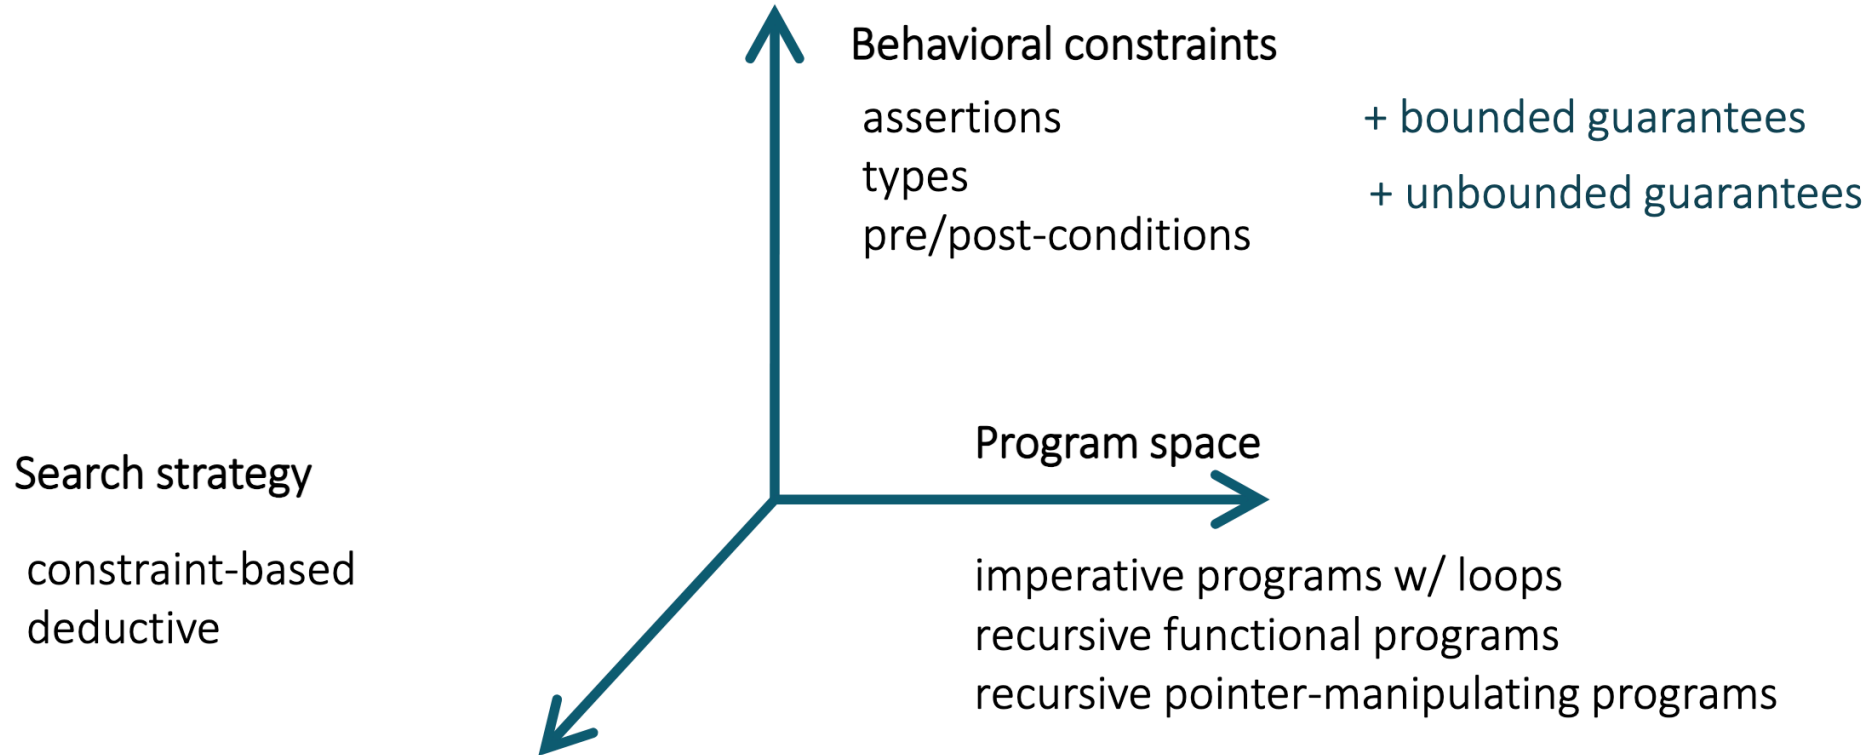 Behavioral constraints
assertions + bounded guarantees
types + unbounded guarantees
pre/post-conditions
Program space
imperative programs w/ loops
recursive functional programs
recursive pointer-manipulating programs
Search strategy
constraint-based
deductive